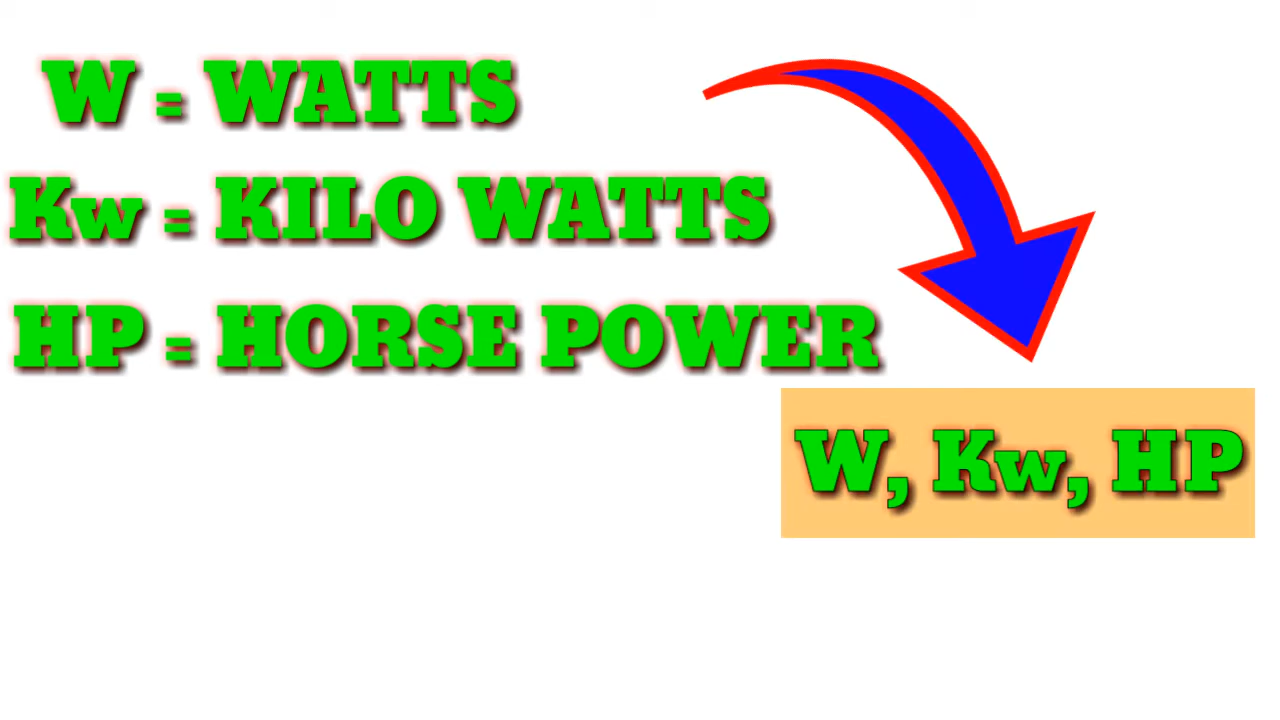 W = WATTS
Kw = KILO WATTS
HP = HORSE POWER
W, Kw, HP